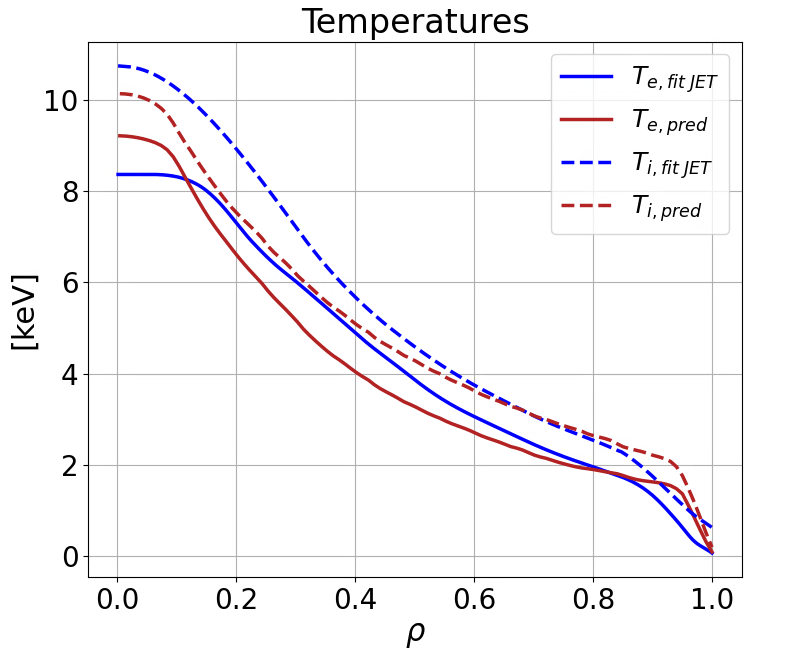 Temperatures
T_{e, fit JET}
T_{e, pred}
T_{i, fit JET}
T_{i, pred}
[keV]
10
8
6
4
2
0
0.0 0.2 0.4 0.6 0.8 1.0
ρ